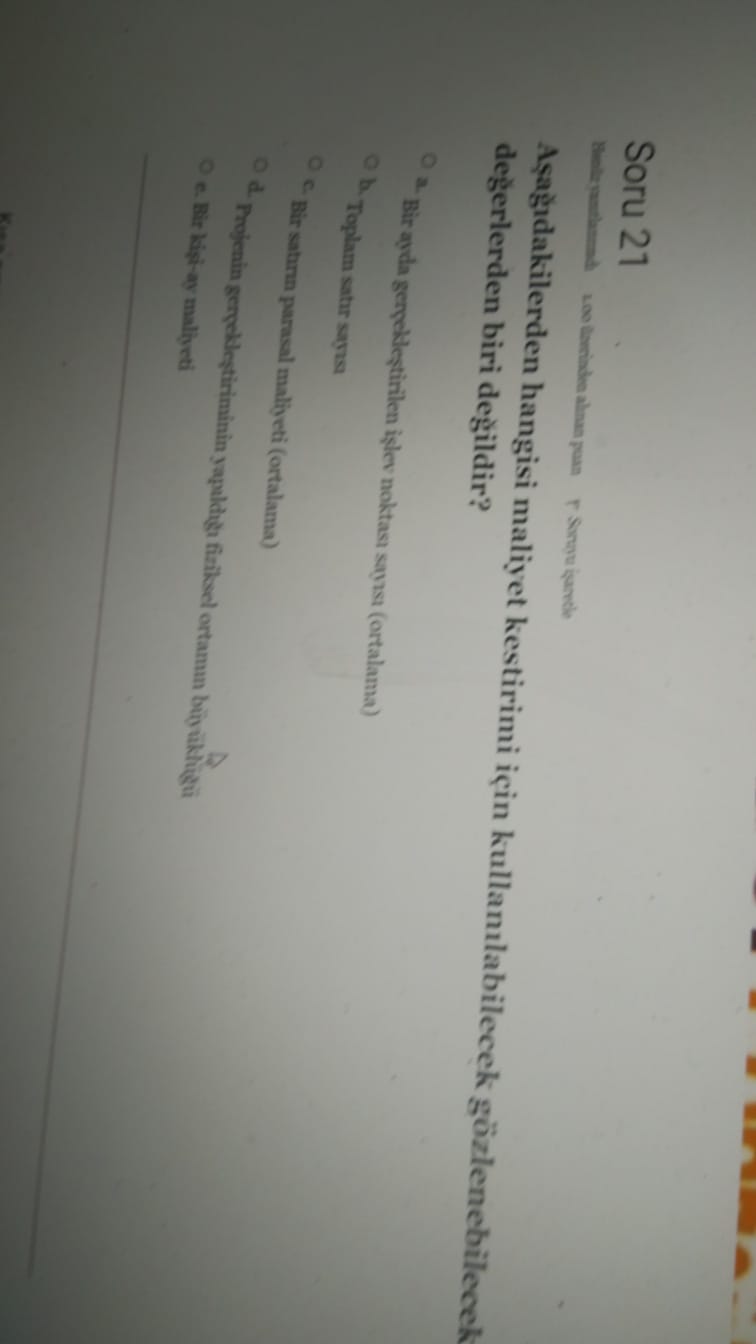 Soru 21
Henüz yanıtlanmadı 1,00 üzerinden alınan puan Soruyu işaretle
Aşağıdakilerden hangisi maliyet kestirimi için kullanılabilecek gözlenebilecek
değerlerden biri değildir?
a. Bir ayda gerçekleştirilen işlev noktası sayısı (ortalama)
b. Toplam satır sayısı
c. Bir satırın parasal maliyeti (ortalama)
d. Projenin gerçekleştiriminin yapıldığı fiziksel ortamın büyüklüğü
e. Bir kişi-ay maliyeti